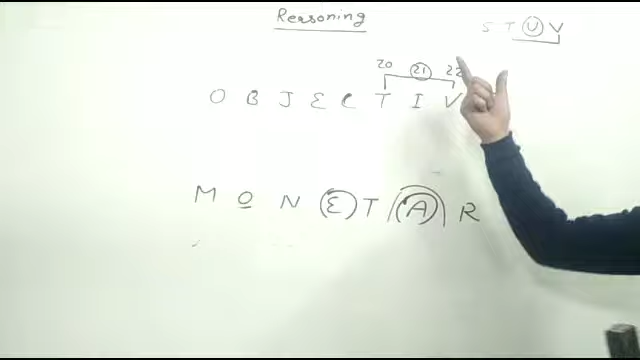 Reasoning
S T U V
20 21 22
O B J E C T I V
M O N E T A R